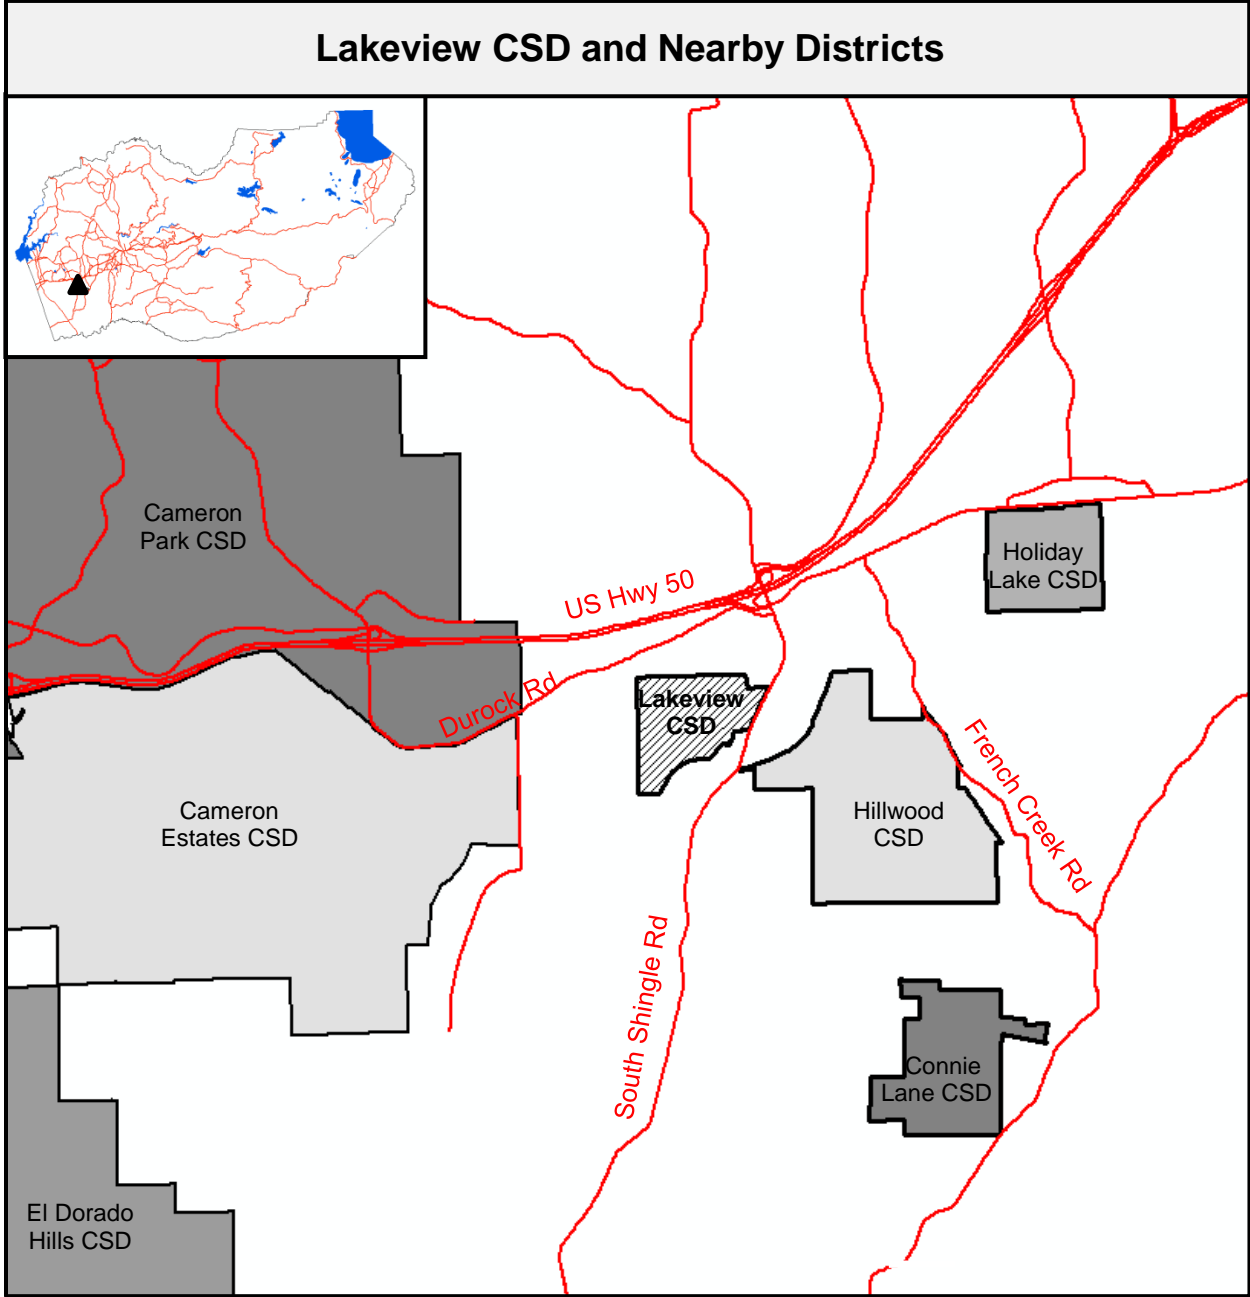 Lakeview CSD and Nearby Districts
Cameron
Park CSD
US Hwy 50
Holiday
Lake CSD
Durock Rd
Lakeview
CSD
French Creek Rd
Cameron
Estates CSD
Hillwood
CSD
South Shingle Rd
Connie
Lane CSD
El Dorado
Hills CSD